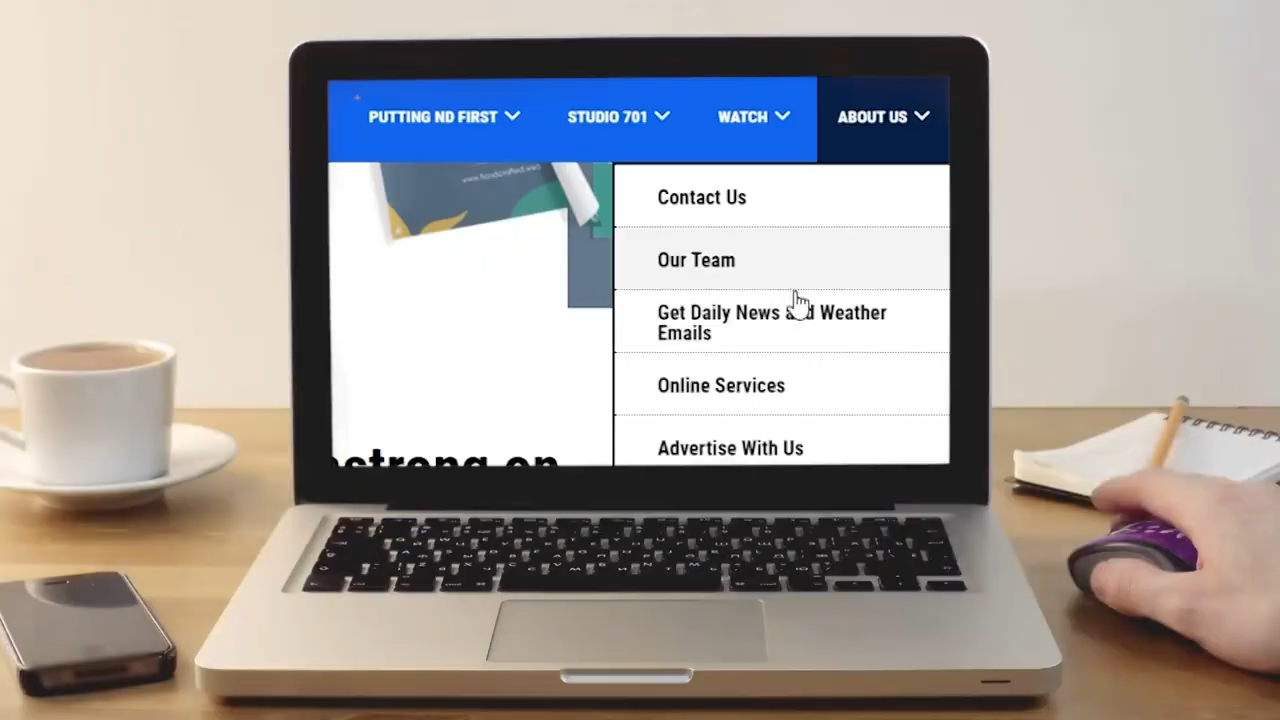 PUTTING ND FIRST
STUDIO 701
WATCH
ABOUT US
Contact Us
Our Team
Get Daily News and Weather
Emails
Online Services
Advertise With Us